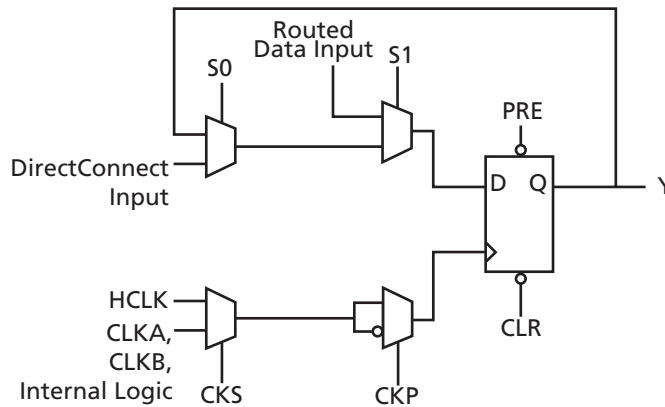 Routed
Data Input
S0
S1
PRE
DirectConnect
Input
D
Q
Y
HCLK
CLKA,
CLKB,
Internal Logic
CKS
CKP
CLR